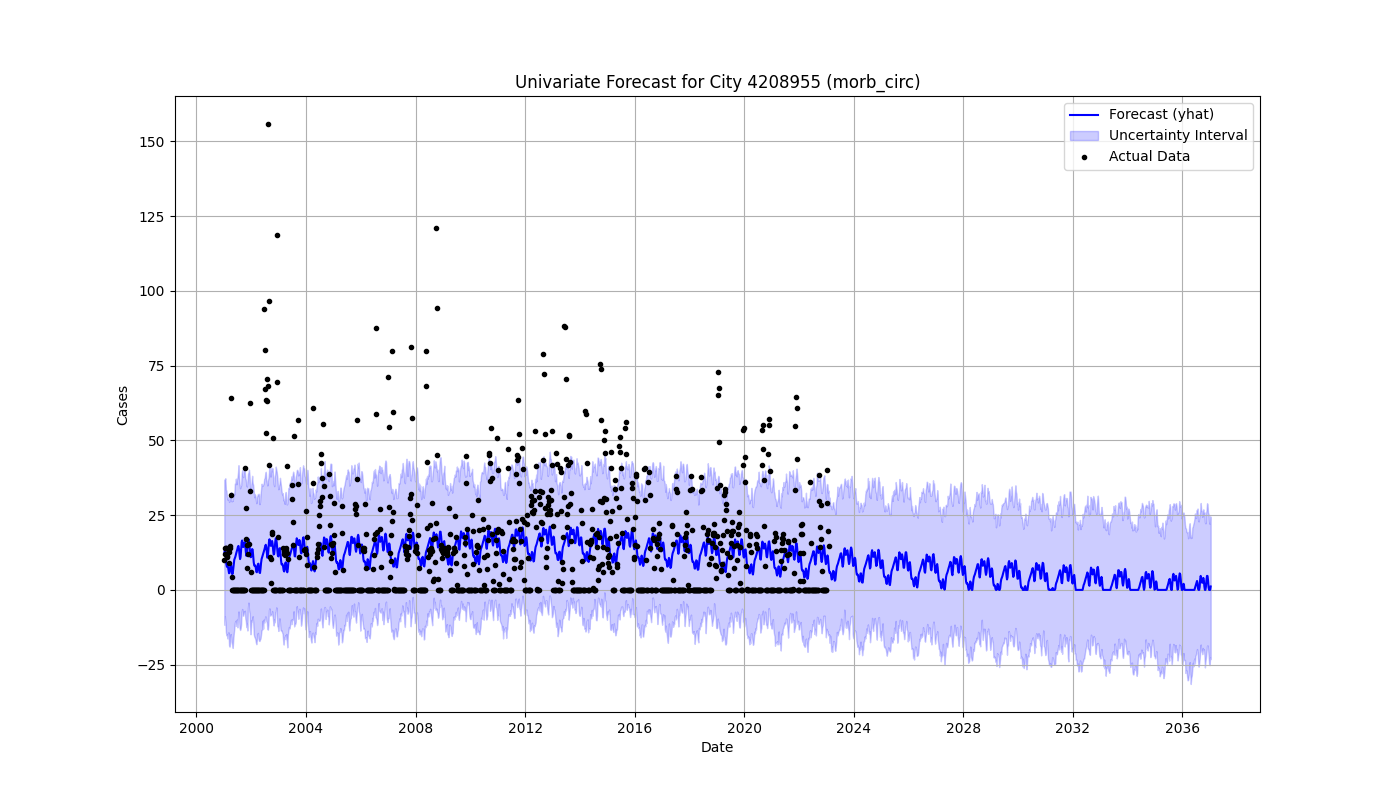 Univariate Forecast for City 4208955 (morb_circ)
Forecast (yhat)
Uncertainty Interval
Actual Data
150
125
100
75
50
25
0
−25
Cases
2000 2004 2008 2012 2016 2020 2024 2028 2032 2036
Date